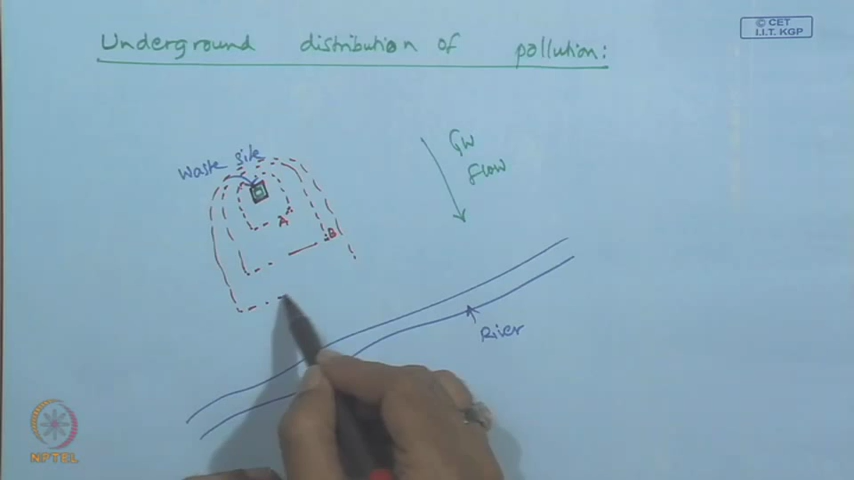 Underground distribution of pollution:
© CET
I.I.T. KGP
Waste Site
GW
flow
A
B
River
NPTEL